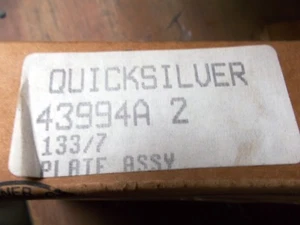 QUICKSILVER
43994A 2
133/7
PLATE ASSY